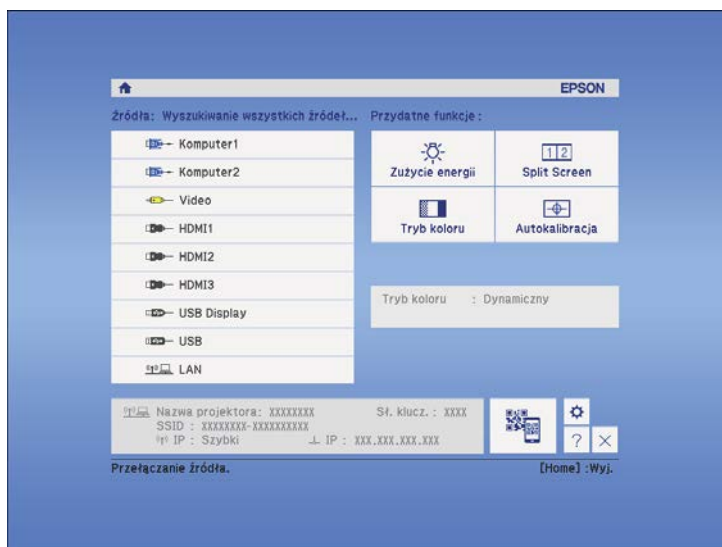 EPSON
Źródła: Wyszukiwanie wszystkich źródeł...
Przydatne funkcje :
Komputer1
Komputer2
Video
HDMI1
HDMI2
HDMI3
USB Display
USB
LAN
Zużycie energii
1 2
Split Screen
Tryb koloru
Autokalibracja
Tryb koloru : Dynamiczny
Nazwa projektora: XXXXXXXX
Sł. klucz. : XXXX
SSID : XXXXXXXX-XXXXXXXXXX
IP : Szybki
IP : XXX.XXX.XXX.XXX
?
Przełączanie źródła.
[Home] :Wyj.